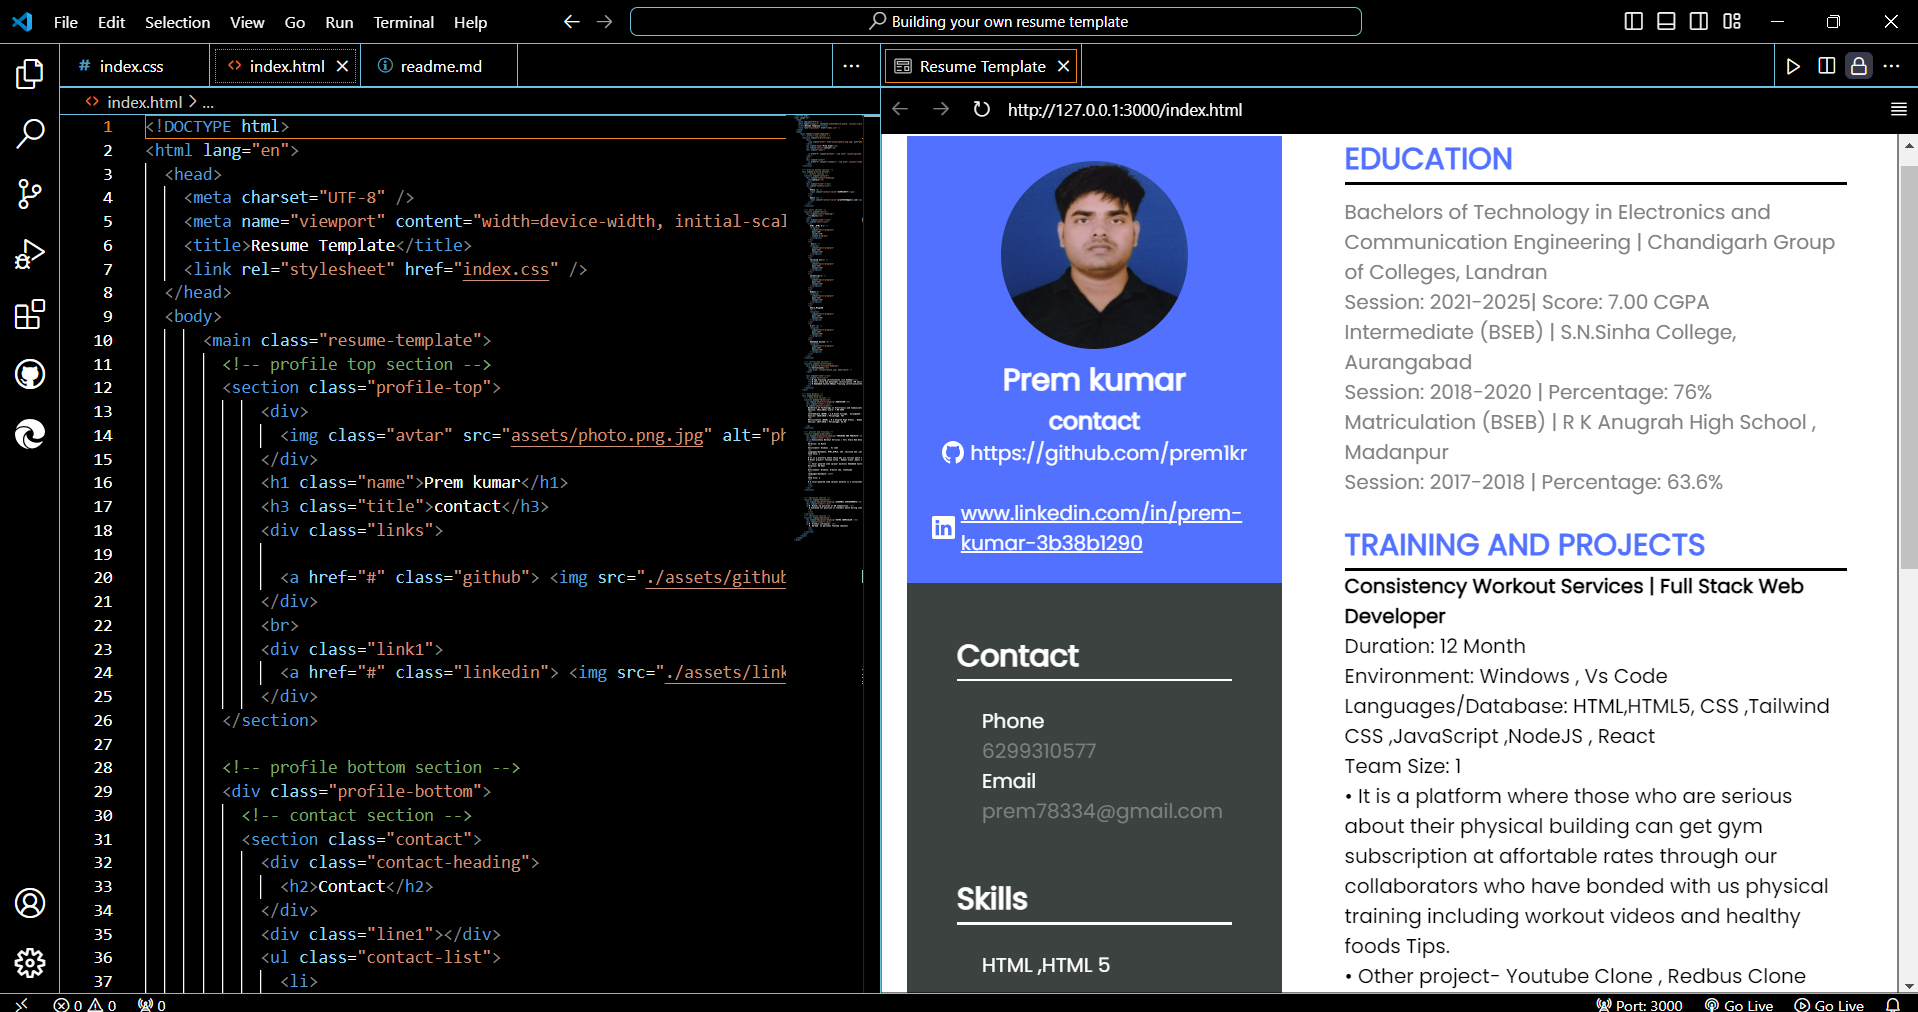 File Edit Selection View Go Run Terminal Help
Building your own resume template
# index.css
<> index.html
readme.md
...
Resume Template
...
<> index.html > ...
http://127.0.0.1:3000/index.html
1 <!DOCTYPE html>
2 <html lang="en">
3 <head>
4 <meta charset="UTF-8" />
5 <meta name="viewport" content="width=device-width, initial-scal
6 <title>Resume Template</title>
7 <link rel="stylesheet" href="index.css" />
8 </head>
9 <body>
10 <main class="resume-template">
11 <!-- profile top section -->
12 <section class="profile-top">
13 <div>
14 <img class="avtar" src="assets/photo.png.jpg" alt="ph
15 </div>
16 <h1 class="name">Prem kumar</h1>
17 <h3 class="title">contact</h3>
18 <div class="links">
19
20 <a href="#" class="github"> <img src="./assets/github
21 </div>
22 <br>
23 <div class="link1">
24 <a href="#" class="linkedin"> <img src="./assets/link
25 </div>
26 </section>
27
28 <!-- profile bottom section -->
29 <div class="profile-bottom">
30 <!-- contact section -->
31 <section class="contact">
32 <div class="contact-heading">
33 <h2>Contact</h2>
34 </div>
35 <div class="line1"></div>
36 <ul class="contact-list">
37 <li>
Prem kumar
contact
https://github.com/prem1kr
in
www.linkedin.com/in/prem-
kumar-3b38b1290
Contact
Phone
6299310577
Email
prem78334@gmail.com
Skills
HTML ,HTML 5
EDUCATION
Bachelors of Technology in Electronics and
Communication Engineering | Chandigarh Group
of Colleges, Landran
Session: 2021-2025| Score: 7.00 CGPA
Intermediate (BSEB) | S.N.Sinha College,
Aurangabad
Session: 2018-2020 | Percentage: 76%
Matriculation (BSEB) | R K Anugrah High School ,
Madanpur
Session: 2017-2018 | Percentage: 63.6%
TRAINING AND PROJECTS
Consistency Workout Services | Full Stack Web
Developer
Duration: 12 Month
Environment: Windows , Vs Code
Languages/Database: HTML,HTML5, CSS ,Tailwind
CSS ,JavaScript ,NodeJS , React
Team Size: 1
• It is a platform where those who are serious
about their physical building can get gym
subscription at affortable rates through our
collaborators who have bonded with us physical
training including workout videos and healthy
foods Tips.
• Other project- Youtube Clone , Redbus Clone
0 0 0
Port: 3000 Go Live Go Live